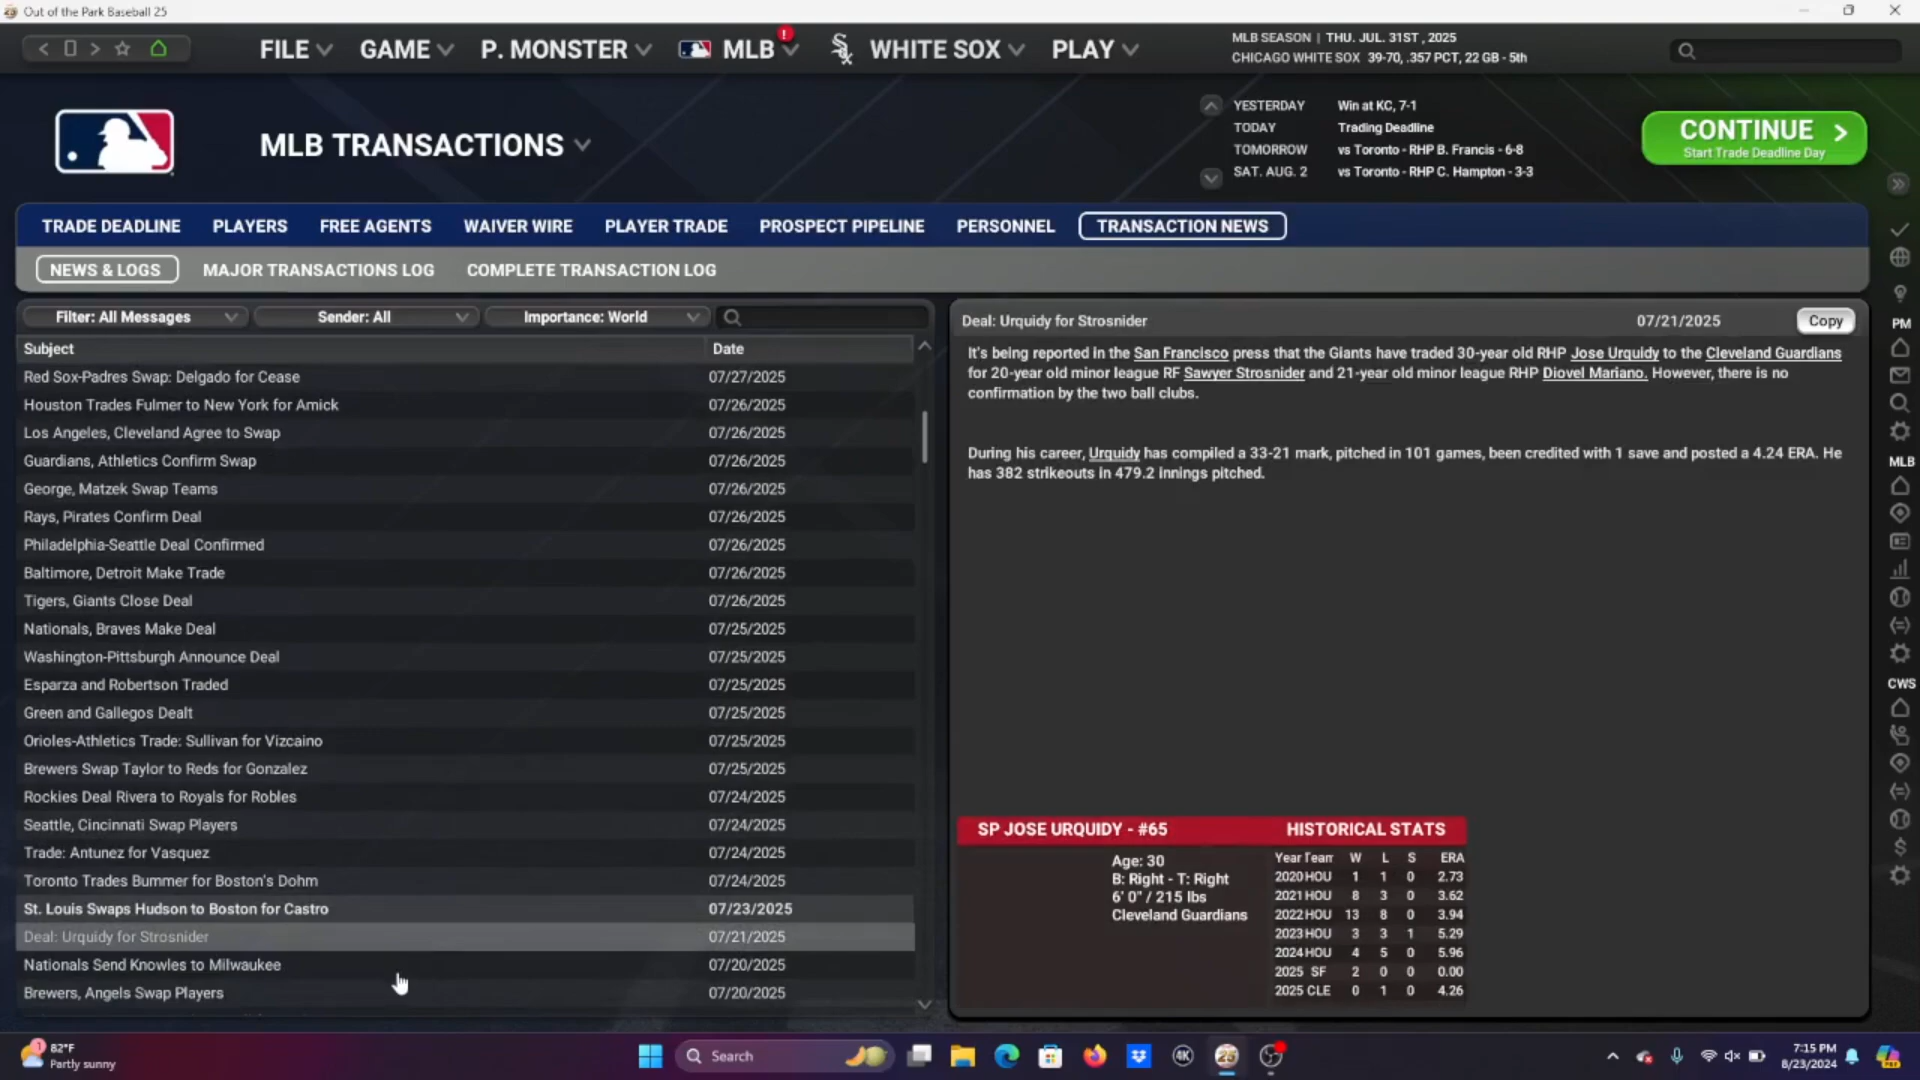 Out of the Park Baseball 25
FILE
GAME
P. MONSTER
MLB
WHITE SOX
PLAY
MLB SEASON | THU. JUL. 31ST , 2025
CHICAGO WHITE SOX 39-70, .357 PCT, 22 GB - 5th
MLB TRANSACTIONS
YESTERDAY Win at KC, 7-1
TODAY Trading Deadline
TOMORROW vs Toronto - RHP B. Francis - 6-8
SAT. AUG. 2 vs Toronto - RHP C. Hampton - 3-3
CONTINUE
Start Trade Deadline Day
TRADE DEADLINE PLAYERS FREE AGENTS WAIVER WIRE PLAYER TRADE PROSPECT PIPELINE PERSONNEL TRANSACTION NEWS
NEWS & LOGS MAJOR TRANSACTIONS LOG COMPLETE TRANSACTION LOG
Filter: All Messages Sender: All Importance: World
Subject Date
Red Sox-Padres Swap: Delgado for Cease 07/27/2025
Houston Trades Fulmer to New York for Amick 07/26/2025
Los Angeles, Cleveland Agree to Swap 07/26/2025
Guardians, Athletics Confirm Swap 07/26/2025
George, Matzek Swap Teams 07/26/2025
Rays, Pirates Confirm Deal 07/26/2025
Philadelphia-Seattle Deal Confirmed 07/26/2025
Baltimore, Detroit Make Trade 07/26/2025
Tigers, Giants Close Deal 07/26/2025
Nationals, Braves Make Deal 07/25/2025
Washington-Pittsburgh Announce Deal 07/25/2025
Esparza and Robertson Traded 07/25/2025
Green and Gallegos Dealt 07/25/2025
Orioles-Athletics Trade: Sullivan for Vizcaino 07/25/2025
Brewers Swap Taylor to Reds for Gonzalez 07/25/2025
Rockies Deal Rivera to Royals for Robles 07/24/2025
Seattle, Cincinnati Swap Players 07/24/2025
Trade: Antunez for Vasquez 07/24/2025
Toronto Trades Bummer for Boston's Dohm 07/24/2025
St. Louis Swaps Hudson to Boston for Castro 07/23/2025
Deal: Urquidy for Strosnider 07/21/2025
Nationals Send Knowles to Milwaukee 07/20/2025
Brewers, Angels Swap Players 07/20/2025
Deal: Urquidy for Strosnider 07/21/2025 Copy
It's being reported in the San Francisco press that the Giants have traded 30-year old RHP Jose Urquidy to the Cleveland Guardians
for 20-year old minor league RF Sawyer Strosnider and 21-year old minor league RHP Diovel Mariano. However, there is no
confirmation by the two ball clubs.
During his career, Urquidy has compiled a 33-21 mark, pitched in 101 games, been credited with 1 save and posted a 4.24 ERA. He
has 382 strikeouts in 479.2 innings pitched.
SP JOSE URQUIDY - #65 HISTORICAL STATS
Age: 30
B: Right - T: Right
6' 0" / 215 lbs
Cleveland Guardians
Year Team W L S ERA
2020 HOU 1 1 0 2.73
2021 HOU 8 3 0 3.62
2022 HOU 13 8 0 3.94
2023 HOU 3 3 1 5.29
2024 HOU 4 5 0 5.96
2025 SF 2 0 0 0.00
2025 CLE 0 1 0 4.26
PM
MLB
CWS
82°F
Partly sunny
Search
4K
25
7:15 PM
8/23/2024